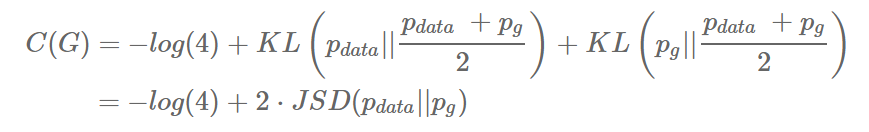 C(G) = −log(4) + KL(p_data||(p_data + p_g)/2) + KL(p_g||(p_data + p_g)/2)
= −log(4) + 2 · JSD(p_data||p_g)